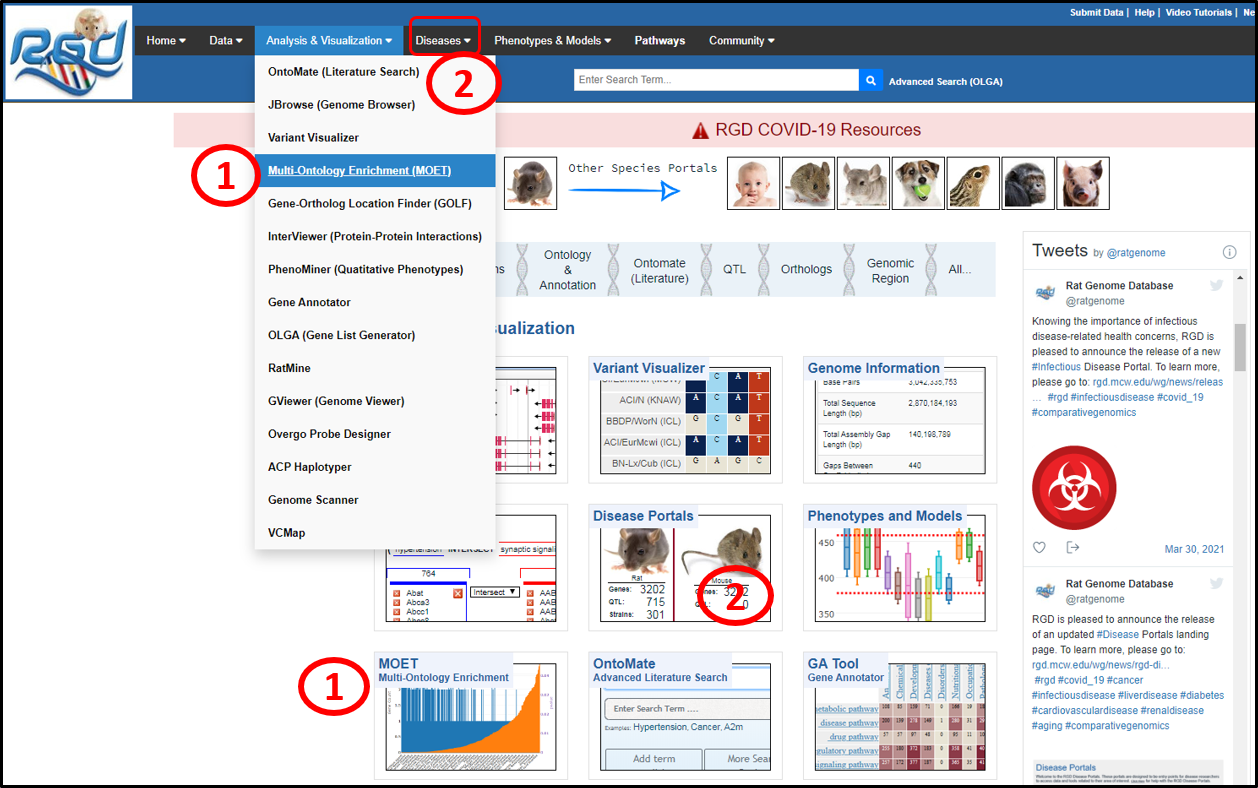 Submit Data | Help | Video Tutorials | Ne
RGD
Home Data Analysis & Visualization Diseases Phenotypes & Models Pathways Community
2
Enter Search Term...
Advanced Search (OLGA)
OntoMate (Literature Search)
JBrowse (Genome Browser)
Variant Visualizer
1
Multi-Ontology Enrichment (MOET)
Gene-Ortholog Location Finder (GOLF)
InterViewer (Protein-Protein Interactions)
PhenoMiner (Quatitative Phenotypes)
Gene Annotator
OLGA (Gene List Generator)
RatMine
GViewer (Genome Viewer)
Overgo Probe Designer
ACP Haplotyper
Genome Scanner
VCMap
RGD COVID-19 Resources
Other Species Portals
ns
Ontology
&
Annotation
Ontomate
(Literature)
QTL
Orthologs
Genomic
Region
All...
sualization
Variant Visualizer
C A T
ACI/N (KNAW) A C A T
BBDP/WorN (ICL) G C G T
ACI/EurMcwi (ICL) A C A T
BN-Lx/Cub (ICL) G A G C
Genome Information
Base Pairs 3,042,335,753
Total Sequence
Length (bp) 2,870,184,193
Total Assembly Gap
Length (bp) 140,198,789
Gaps Between 440
hypertension INTERSECT synaptic signali
764
Abat
Abca3
Abcc1
Intersect
AAB
Disease Portals
Rat
Genes: 3202
QTL: 715
Strains: 301
Mouse
Genes:
2
Phenotypes and Models
450
400
350
1
MOET
Multi-Ontology Enrichment
OntoMate
Advanced Literature Search
Enter Search Term ....
Examples: Hypertension, Cancer, A2m
Add term
More Sea
GA Tool
Gene Annotator
An
Chemical
Devel
Diseases
Disorders
Nutrition
Occupatio
etabolic pathway
disease pathway
drug pathway
gulatory pathway
signaling pathway
Tweets by @ratgenome
Rat Genome Database
@ratgenome
Knowing the importance of infectious
disease-related health concerns, RGD is
pleased to announce the release of a new
#Infectious Disease Portal. To learn more,
please go to: rgd.mcw.edu/wg/news/releas
… #rgd #infectiousdisease #covid_19
#comparativegenomics
Mar 30, 2021
Rat Genome Database
@ratgenome
RGD is pleased to announce the release
of an updated #Disease Portals landing
page. To learn more, please go to:
rgd.mcw.edu/wg/news/rgd-di…
#rgd #covid_19 #cancer
#infectiousdisease #liverdisease #diabetes
#cardiovasculardisease #renaldisease
#aging #comparativegenomics
Disease Portals